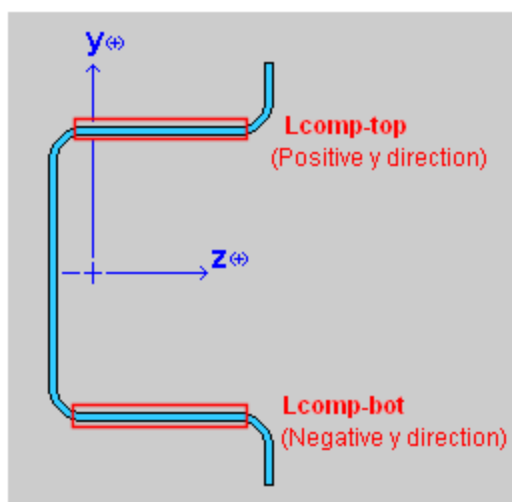 y(+)
Lcomp-top
(Positive y direction)
z(+)
Lcomp-bot
(Negative y direction)